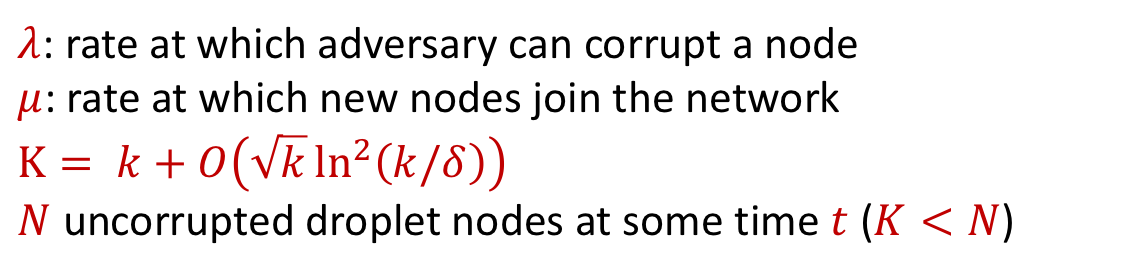 λ: rate at which adversary can corrupt a node
μ: rate at which new nodes join the network
K = k + O(√k ln²(k/δ))
N uncorrupted droplet nodes at some time t (K < N)